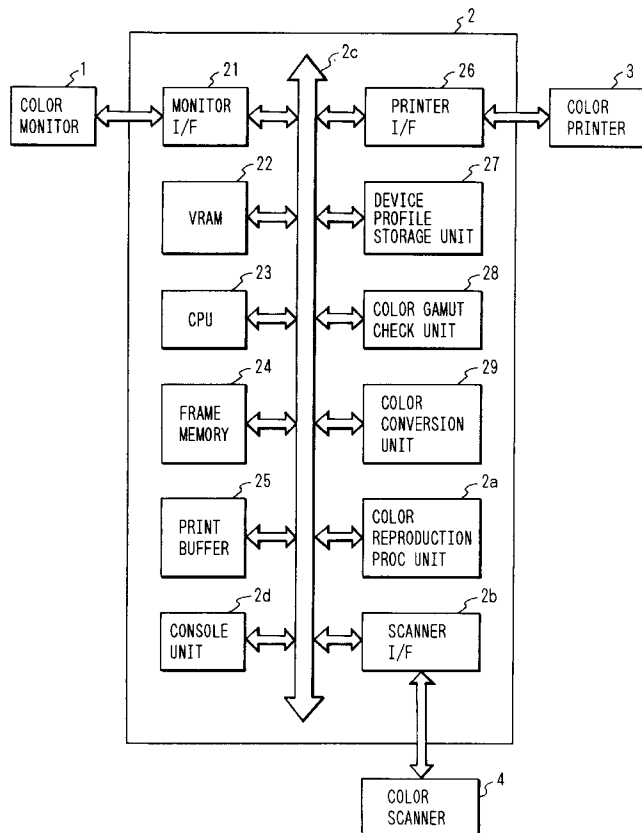 2
1
COLOR
MONITOR
21
MONITOR
I/F
2c
26
PRINTER
I/F
3
COLOR
PRINTER
22
VRAM
27
DEVICE
PROFILE
STORAGE UNIT
23
CPU
28
COLOR GAMUT
CHECK UNIT
24
FRAME
MEMORY
29
COLOR
CONVERSION
UNIT
25
PRINT
BUFFER
2a
COLOR
REPRODUCTION
PROC UNIT
2d
CONSOLE
UNIT
2b
SCANNER
I/F
4
COLOR
SCANNER